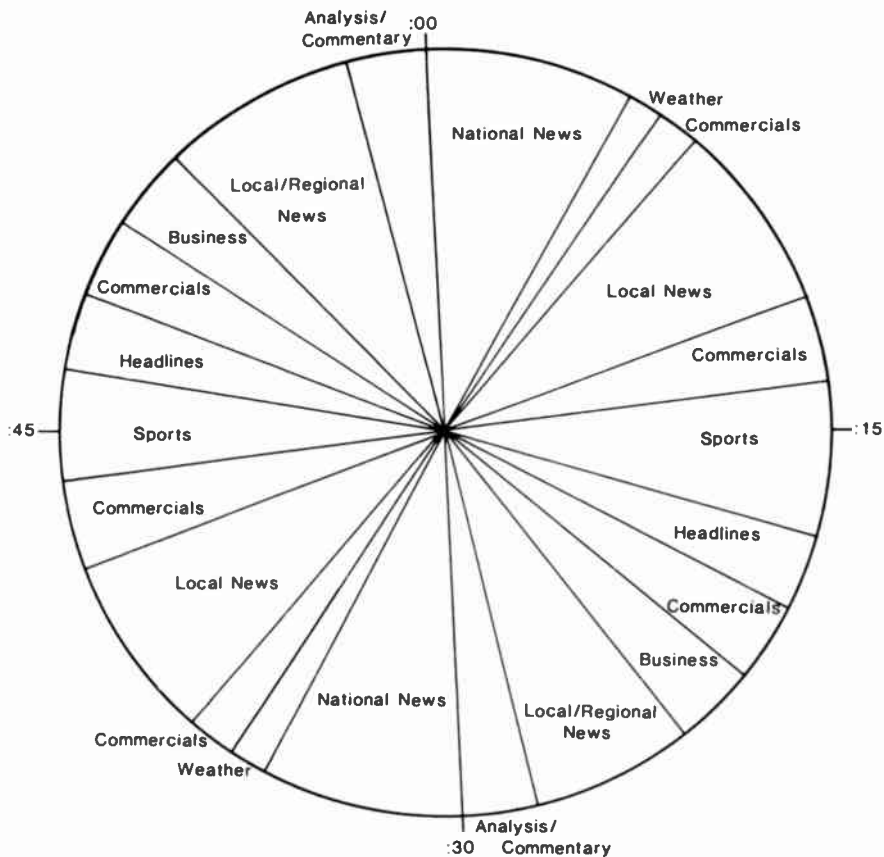 Analysis/
Commentary
:00
Weather
Commercials
National News
Local/Regional
News
Business
Local News
Commercials
Commercials
Headlines
:45
Sports
Sports
:15
Commercials
Headlines
Local News
Commercials
Business
National News
Local/Regional
News
Commercials
Weather
:30
Analysis/
Commentary